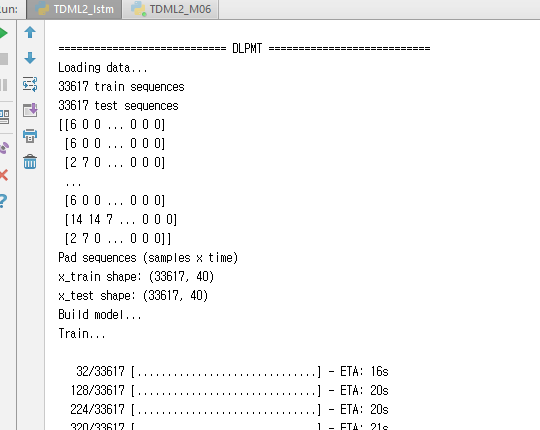 un:
TDML2_lstm
TDML2_M06
============================ DLPMT ===========================
Loading data...
33617 train sequences
33617 test sequences
[[6 0 0 ... 0 0 0]
[6 0 0 ... 0 0 0]
[2 7 0 ... 0 0 0]
...
[6 0 0 ... 0 0 0]
[14 14 7 ... 0 0 0]
[2 7 0 ... 0 0 0]]
Pad sequences (samples x time)
x_train shape: (33617, 40)
x_test shape: (33617, 40)
Build model...
Train...
32/33617 [..............................] - ETA: 16s
128/33617 [..............................] - ETA: 20s
224/33617 [..............................] - ETA: 20s
320/33617 [..............................] - ETA: 21s